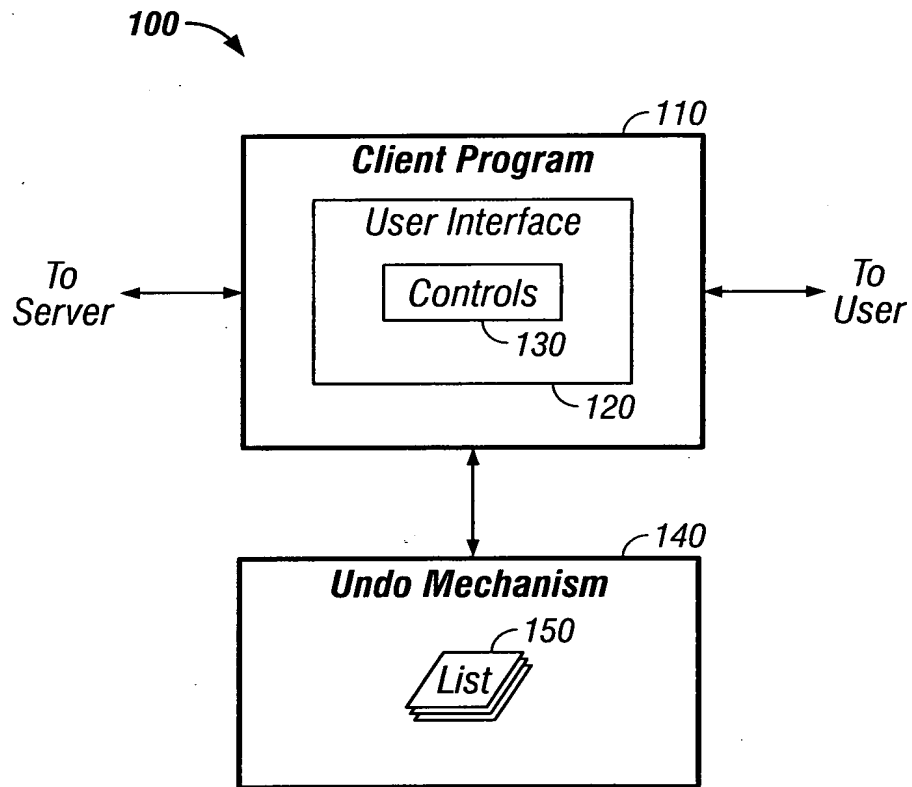 100
110
Client Program
User Interface
Controls
130
120
To
Server
To
User
140
Undo Mechanism
150
List